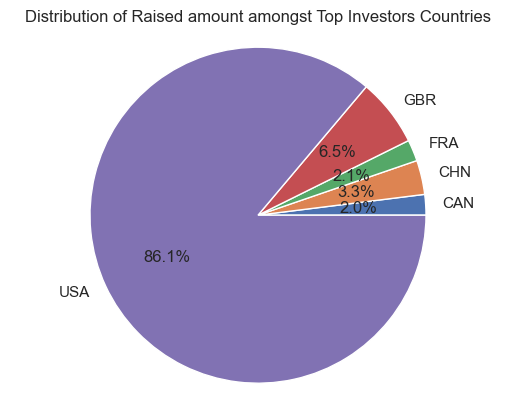 Distribution of Raised amount amongst Top Investors Countries
GBR
6.5%
FRA
2.1%
CHN
3.3%
CAN
2.0%
86.1%
USA